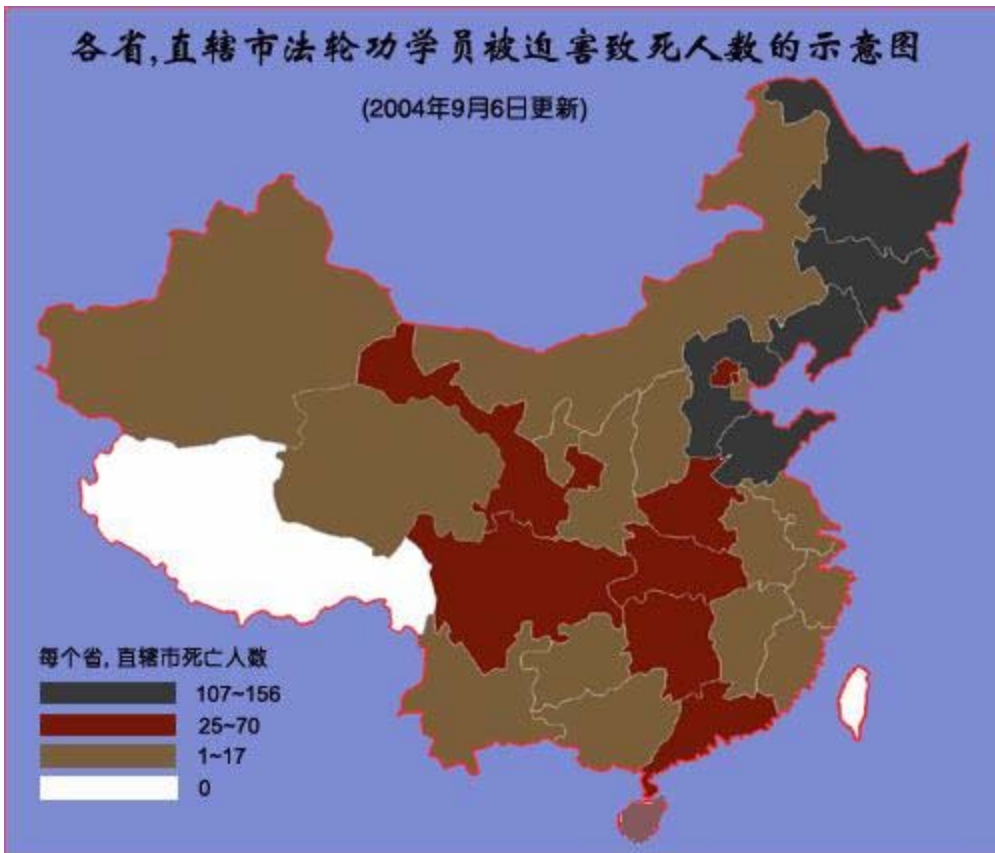 各省,直辖市法轮功学员被迫害致死人数的示意图
(2004年9月6日更新)
每个省,直辖市死亡人数
107~156
25~70
1~17
0